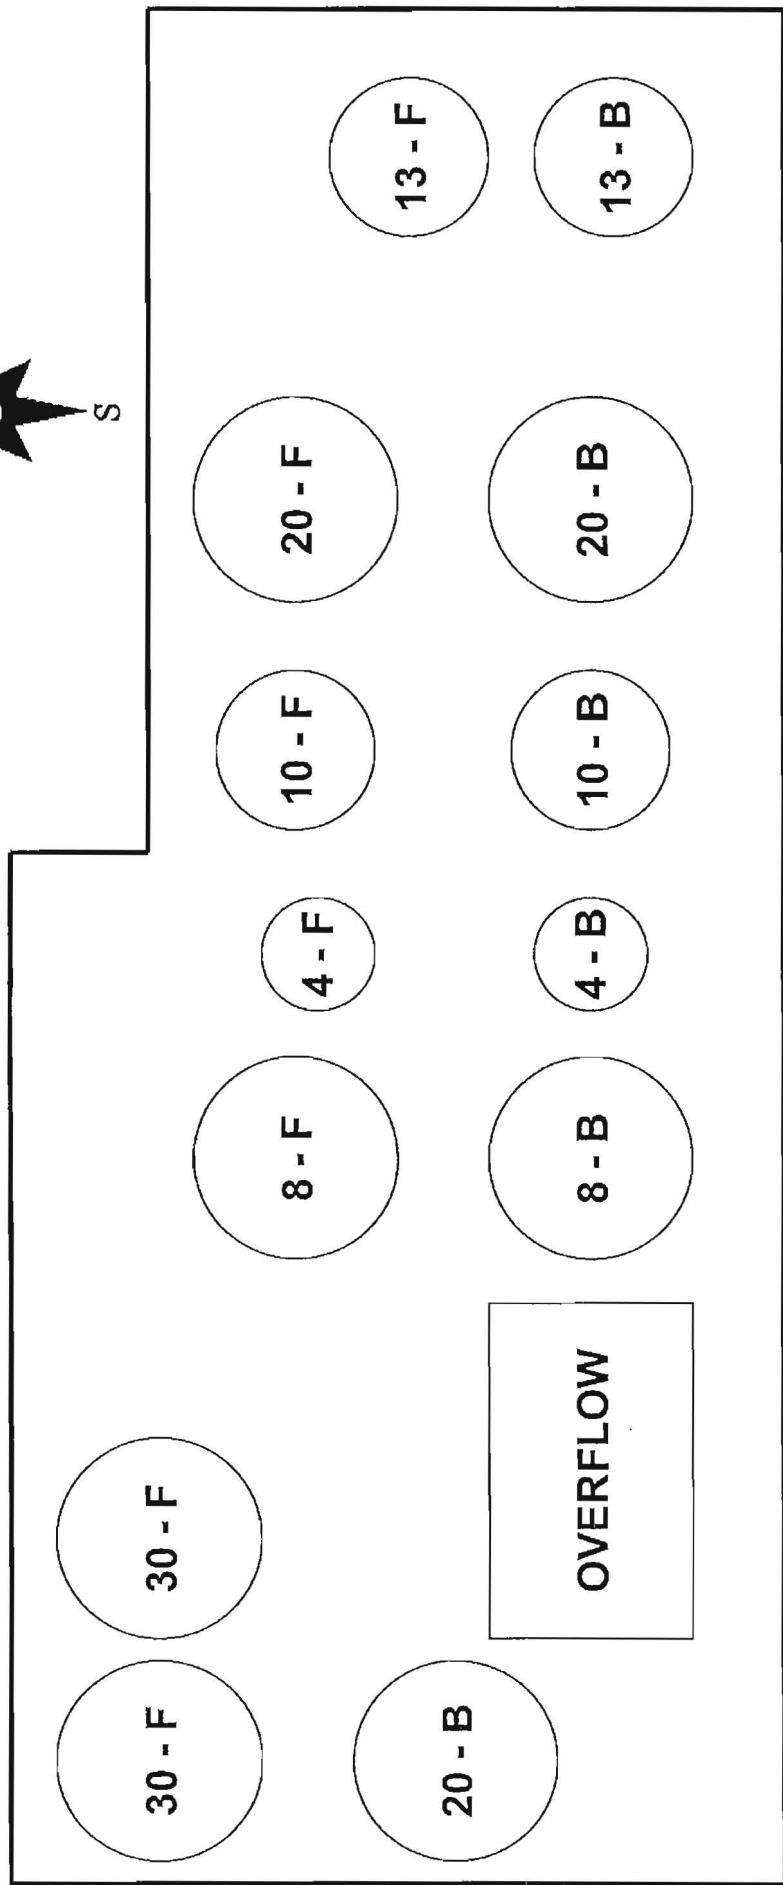 S
13 - F
13 - B
20 - F
20 - B
10 - F
10 - B
4 - F
4 - B
8 - F
8 - B
OVERFLOW
30 - F
30 - F
20 - B